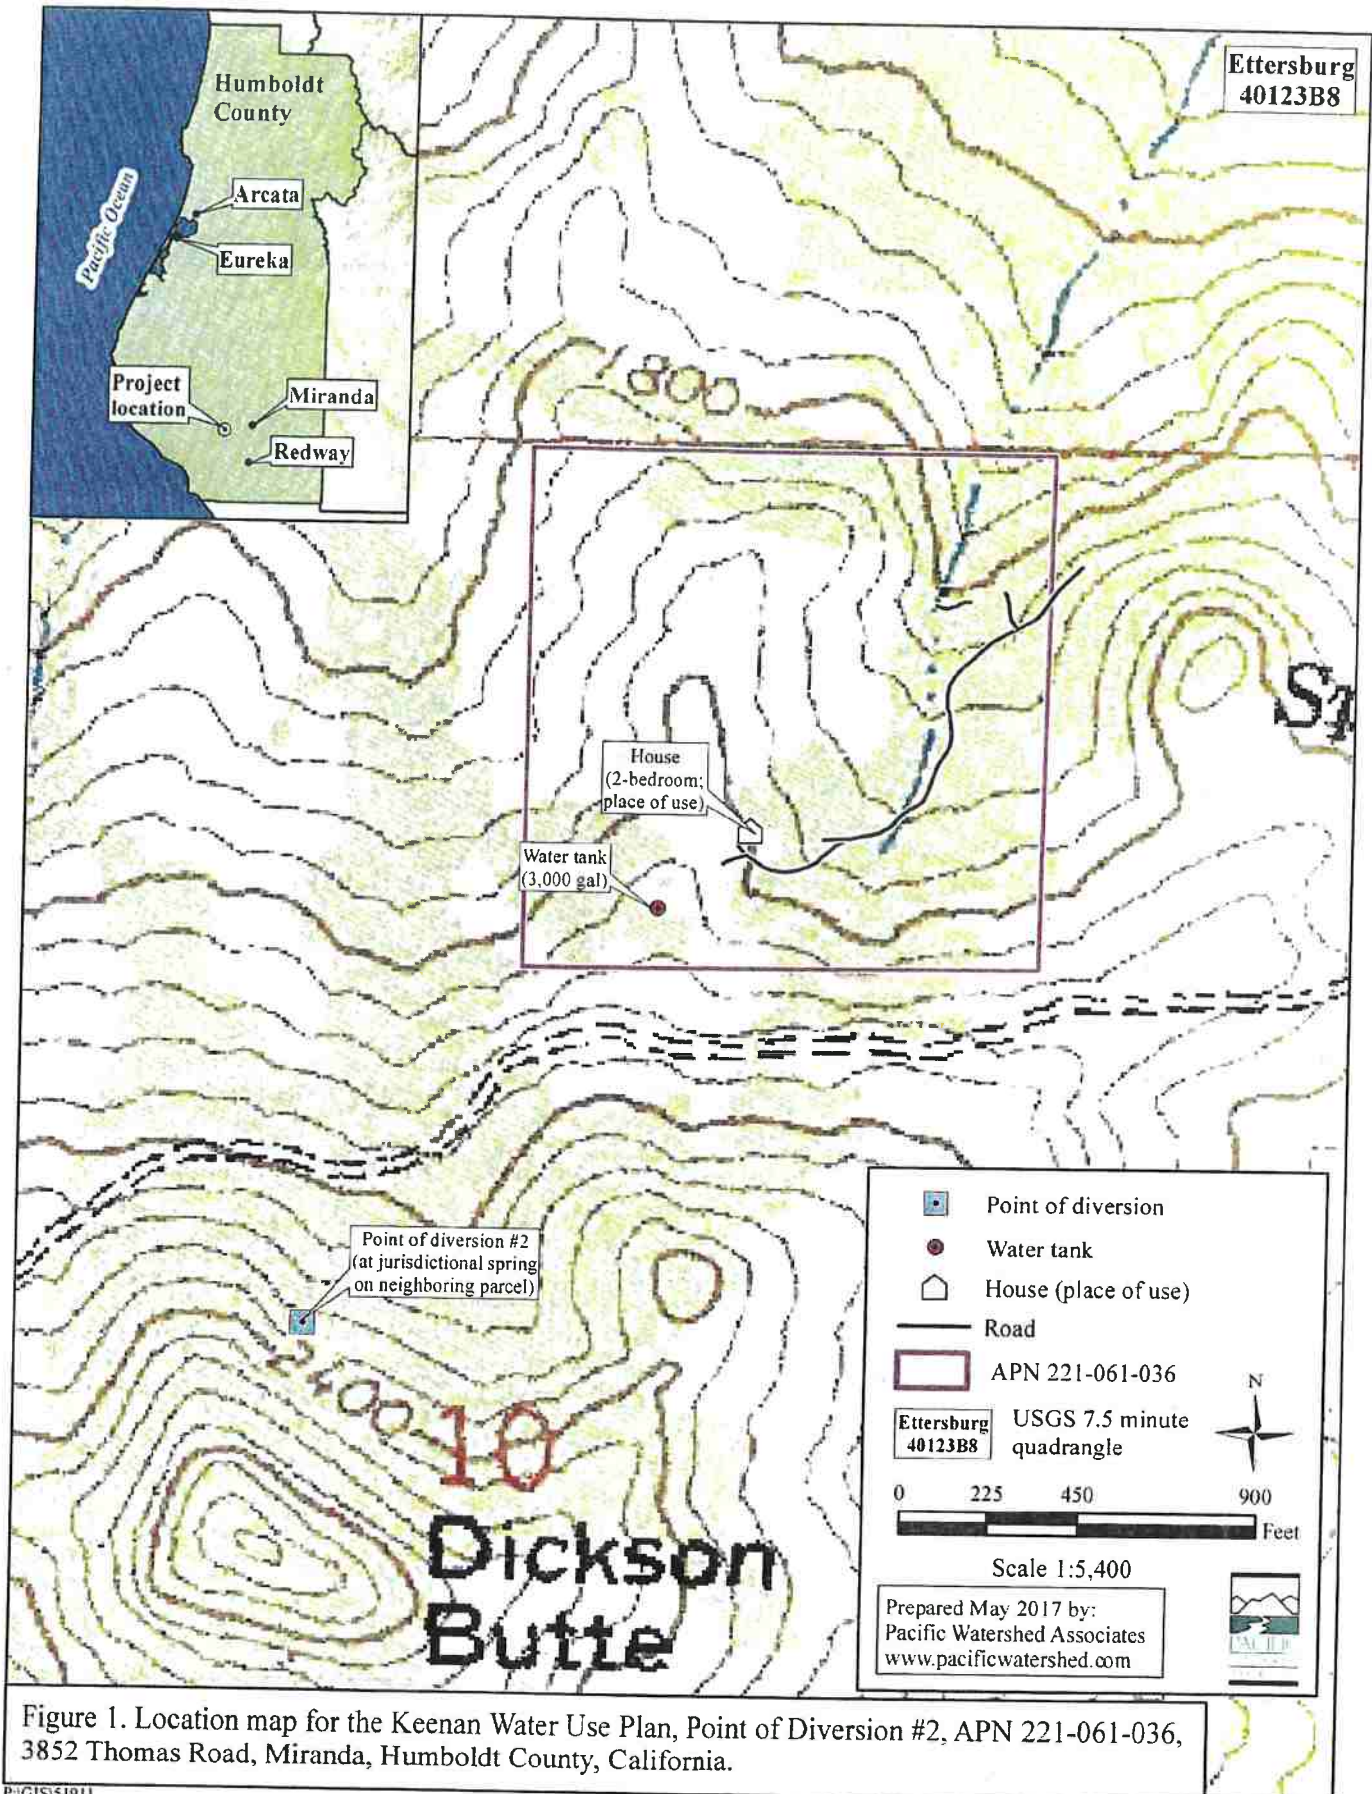 Ettersburg
40123B8
Humboldt
County
Pacific Ocean
Arcata
Eureka
Project
location
Miranda
Redway
1800
House
(2-bedroom;
place of use)
Water tank
(3,000 gal)
Point of diversion #2
(at jurisdictional spring
on neighboring parcel)
2400
10
Dickson
Butte
Point of diversion
Water tank
House (place of use)
Road
APN 221-061-036
Ettersburg
40123B8
USGS 7.5 minute
quadrangle
N
0 225 450 900
Feet
Scale 1:5,400
Prepared May 2017 by:
Pacific Watershed Associates
www.pacificwatershed.com
PACIFIC
Figure 1. Location map for the Keenan Water Use Plan, Point of Diversion #2, APN 221-061-036,
3852 Thomas Road, Miranda, Humboldt County, California.